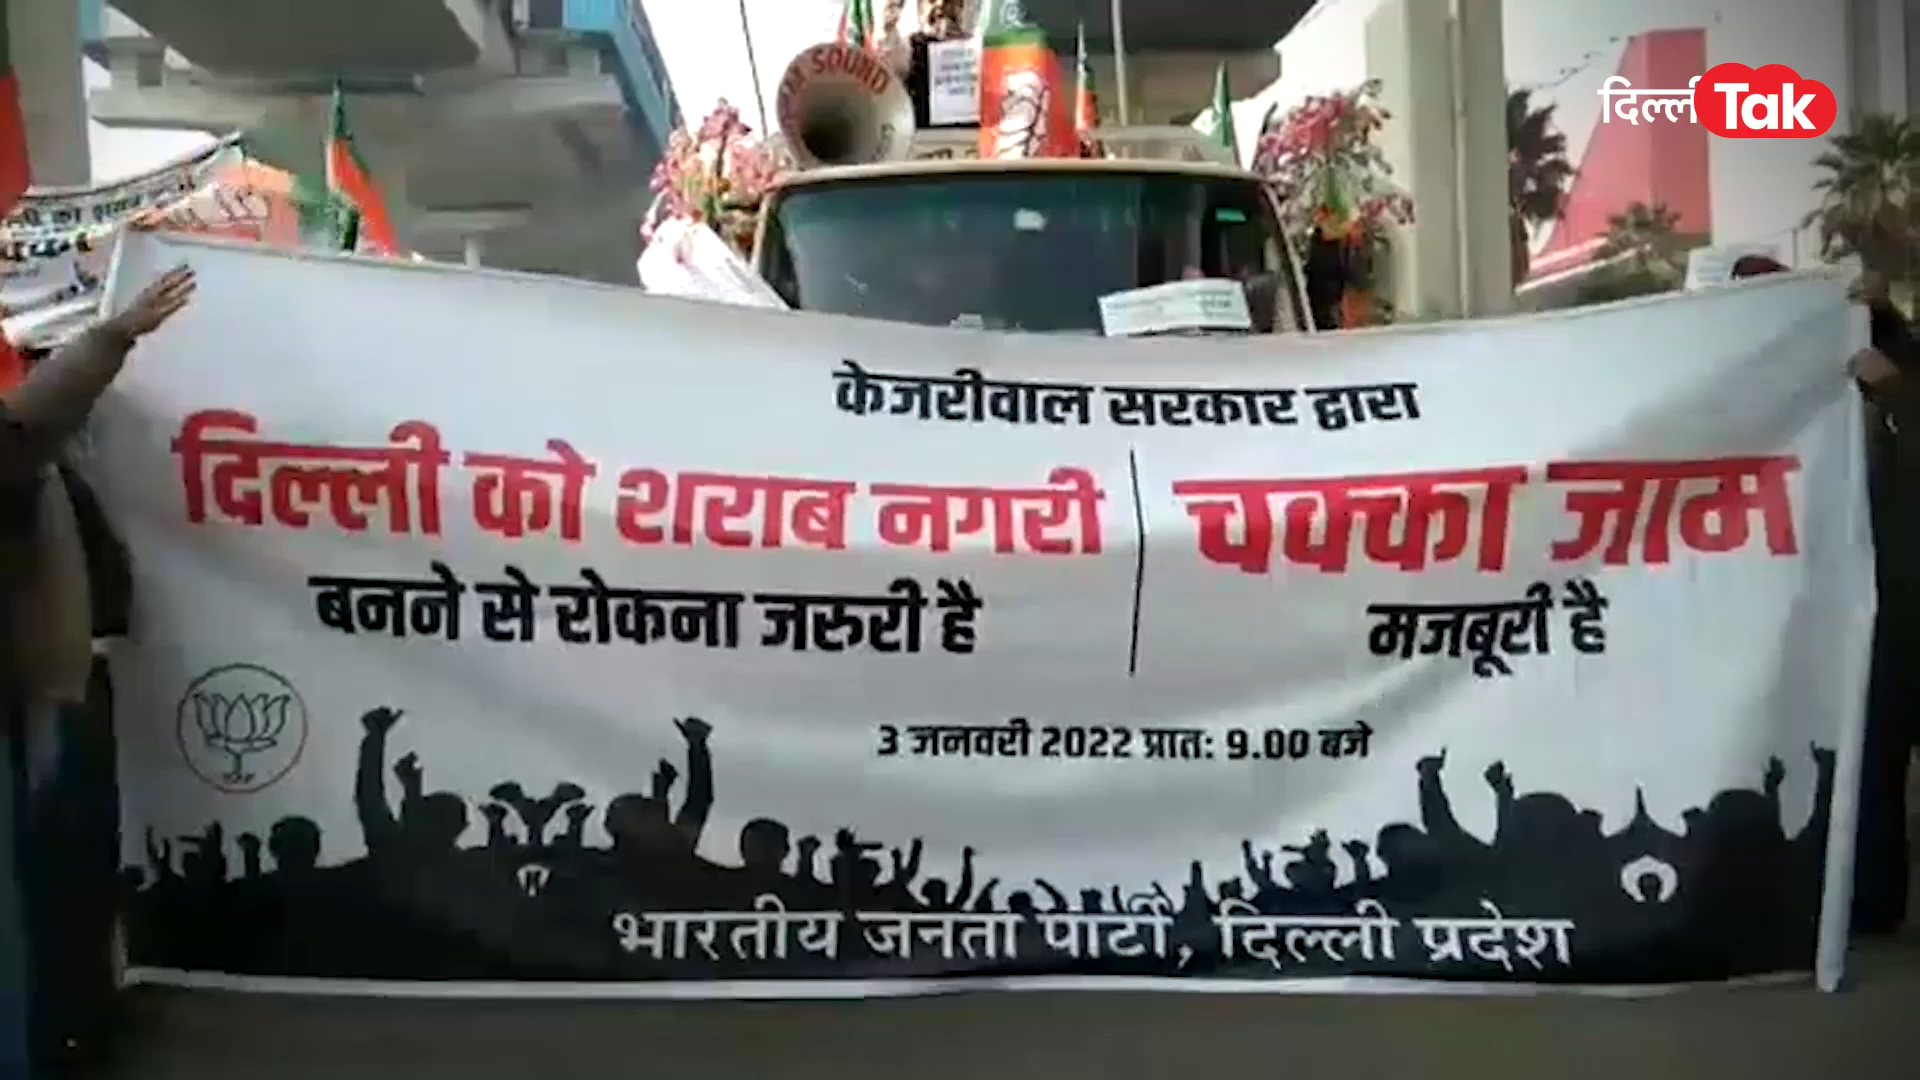 दिल्ली Tak
SOUND
केजरीवाल सरकार द्वारा
दिल्ली को शराब नगरी
बनने से रोकना जरुरी है
चक्का जाम
मजबूरी है
3 जनवरी 2022 प्रात: 9.00 बजे
भारतीय जनता पार्टी, दिल्ली प्रदेश